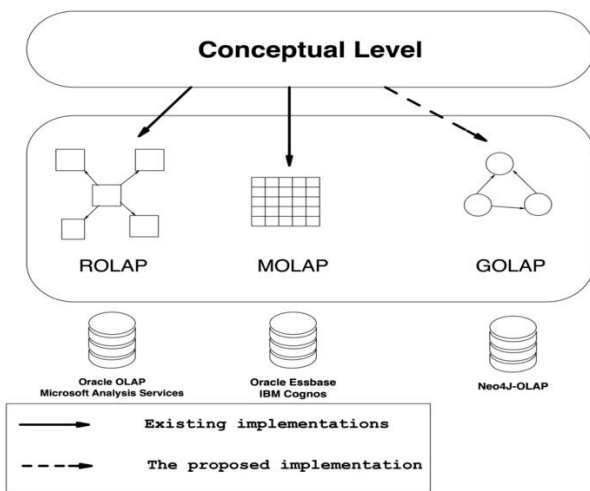 Conceptual Level
ROLAP
MOLAP
GOLAP
Oracle OLAP
Microsoft Analysis Services
Oracle Essbase
IBM Cognos
Neo4J-OLAP
Existing implementations
The proposed implementation